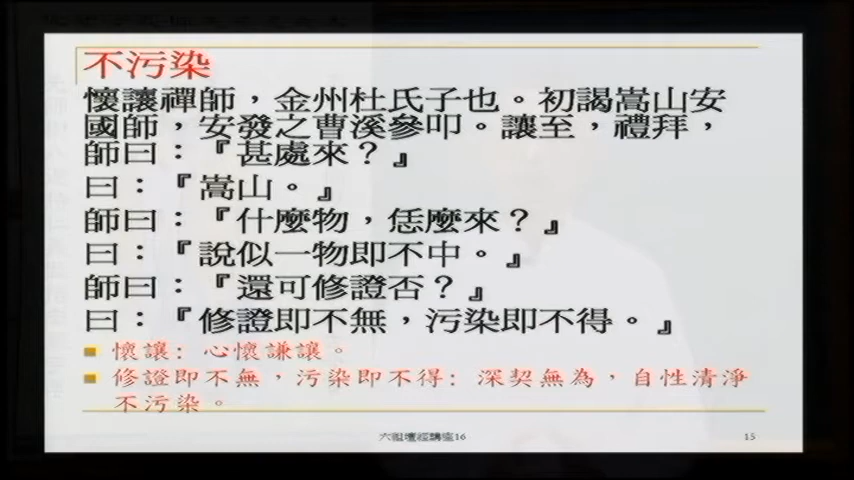 不污染
懷讓禪師，金州杜氏子也。初謁嵩山安
國師，安發之曹溪參叩。讓至，禮拜，
師曰：『甚處來？』
曰：『嵩山。』
師曰：『什麼物，恁麼來？』
曰：『說似一物即不中。』
師曰：『還可修證否？』
曰：『修證即不無，污染即不得。』
懷讓: 心懷謙讓。
修證即不無，污染即不得: 深契無為，自性清淨
不污染。
六祖壇經講座16
15